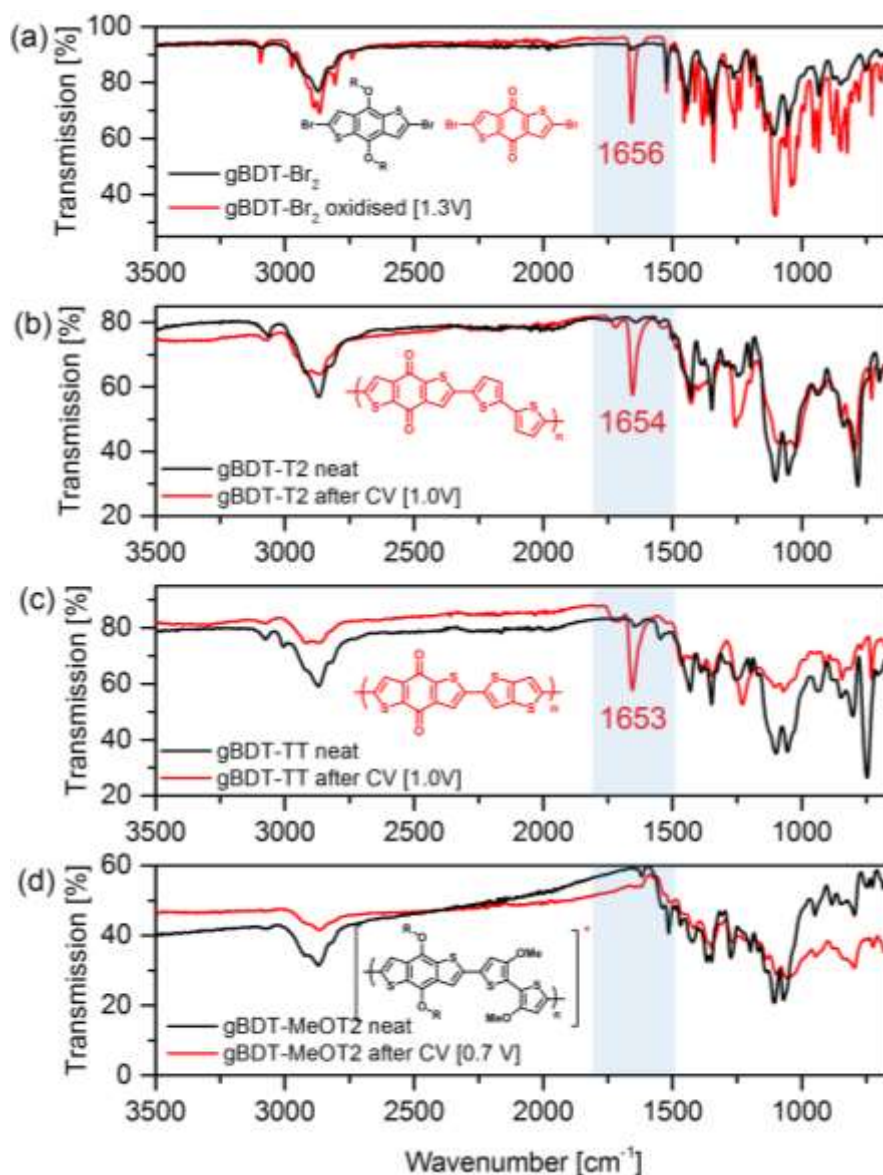 (a)
Transmission [%]
100
80
60
40
R
O
S
Br
Br
S
O
R
O
S
Br
Br
S
O
1656
gBDT-Br₂
gBDT-Br₂ oxidised [1.3V]
3500 3000 2500 2000 1500 1000
(b)
Transmission [%]
80
60
40
20
O
S
S
S
O
S
n
1654
gBDT-T2 neat
gBDT-T2 after CV [1.0V]
3500 3000 2500 2000 1500 1000
(c)
Transmission [%]
80
60
40
20
O
S
S
S
O
S
n
1653
gBDT-TT neat
gBDT-TT after CV [1.0V]
3500 3000 2500 2000 1500 1000
(d)
Transmission [%]
60
40
20
0
R
O
S
S
OMe
S
O
R
MeO
S
n
gBDT-MeOT2 neat
gBDT-MeOT2 after CV [0.7 V]
3500 3000 2500 2000 1500 1000
Wavenumber [cm⁻¹]